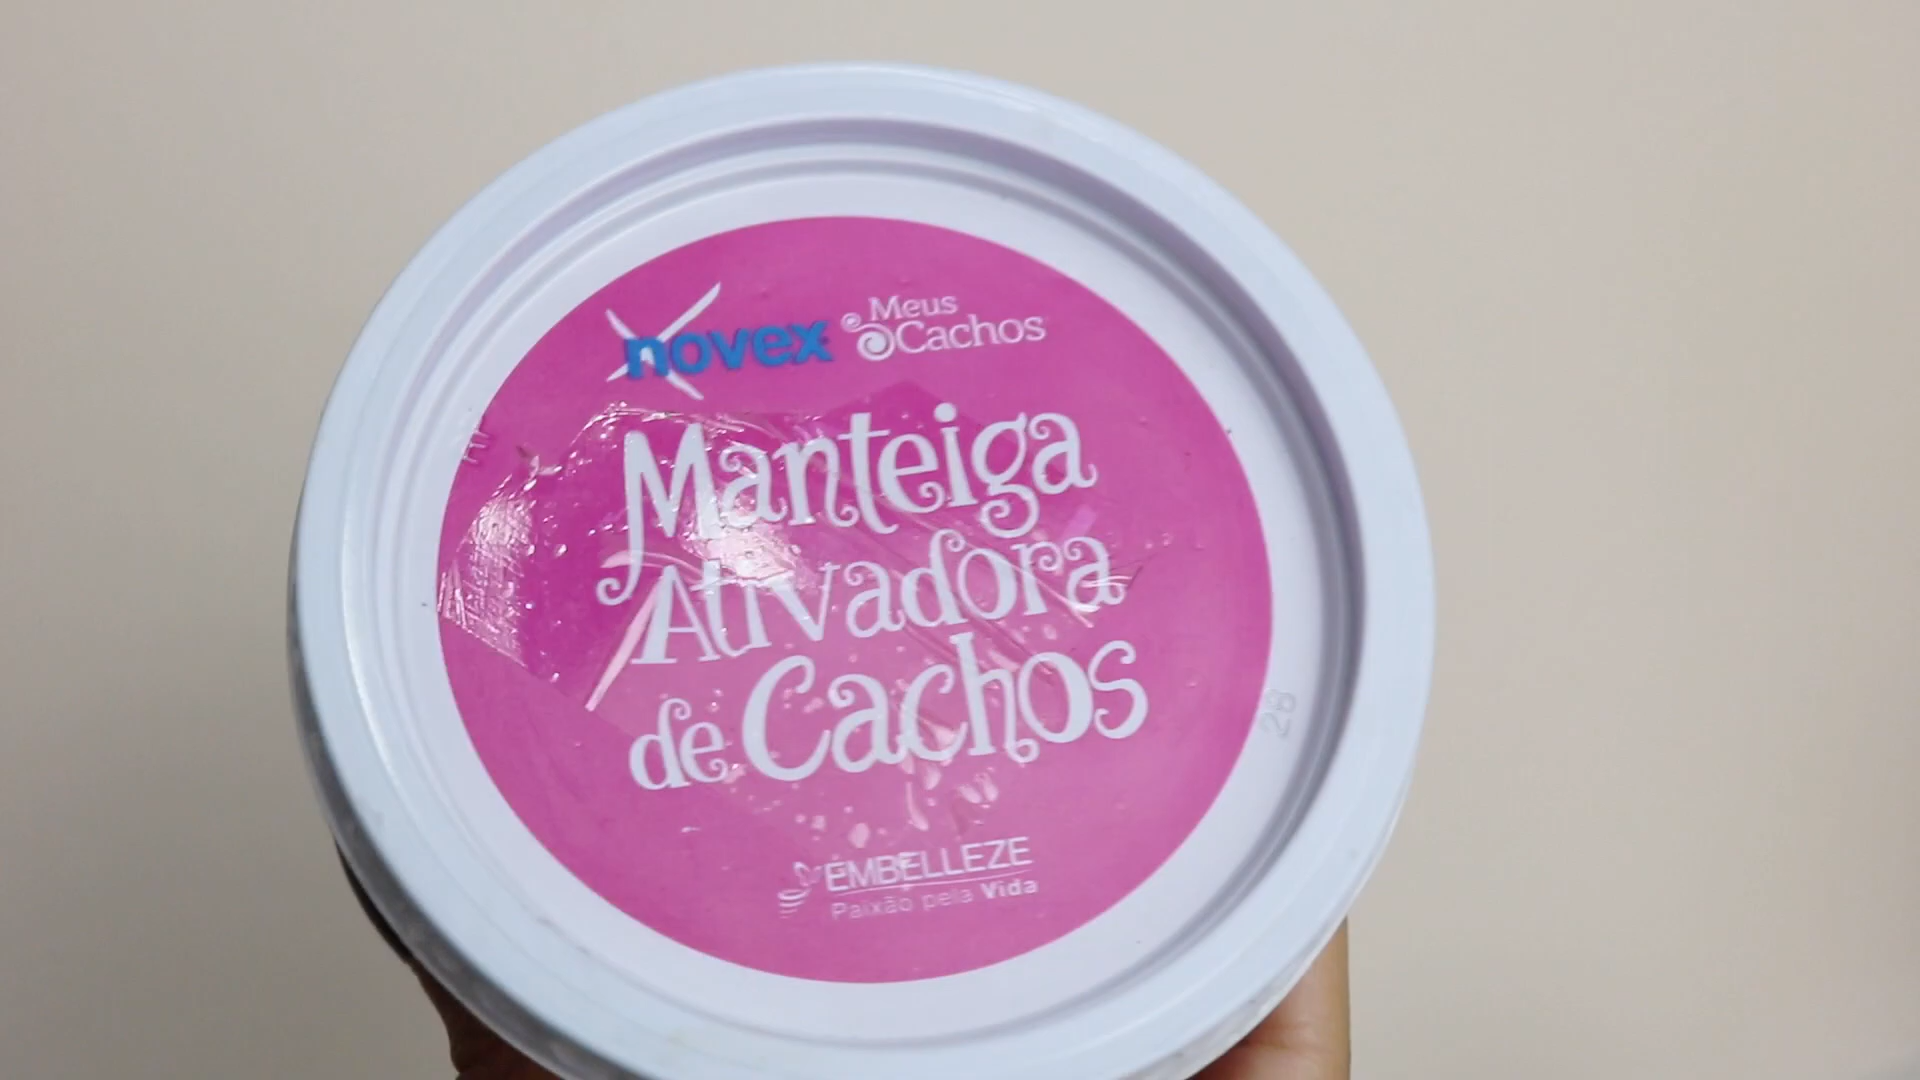 novex Meus Cachos
Manteiga
Ativadora
de Cachos
EMBELLEZE
Paixão pela Vida
28